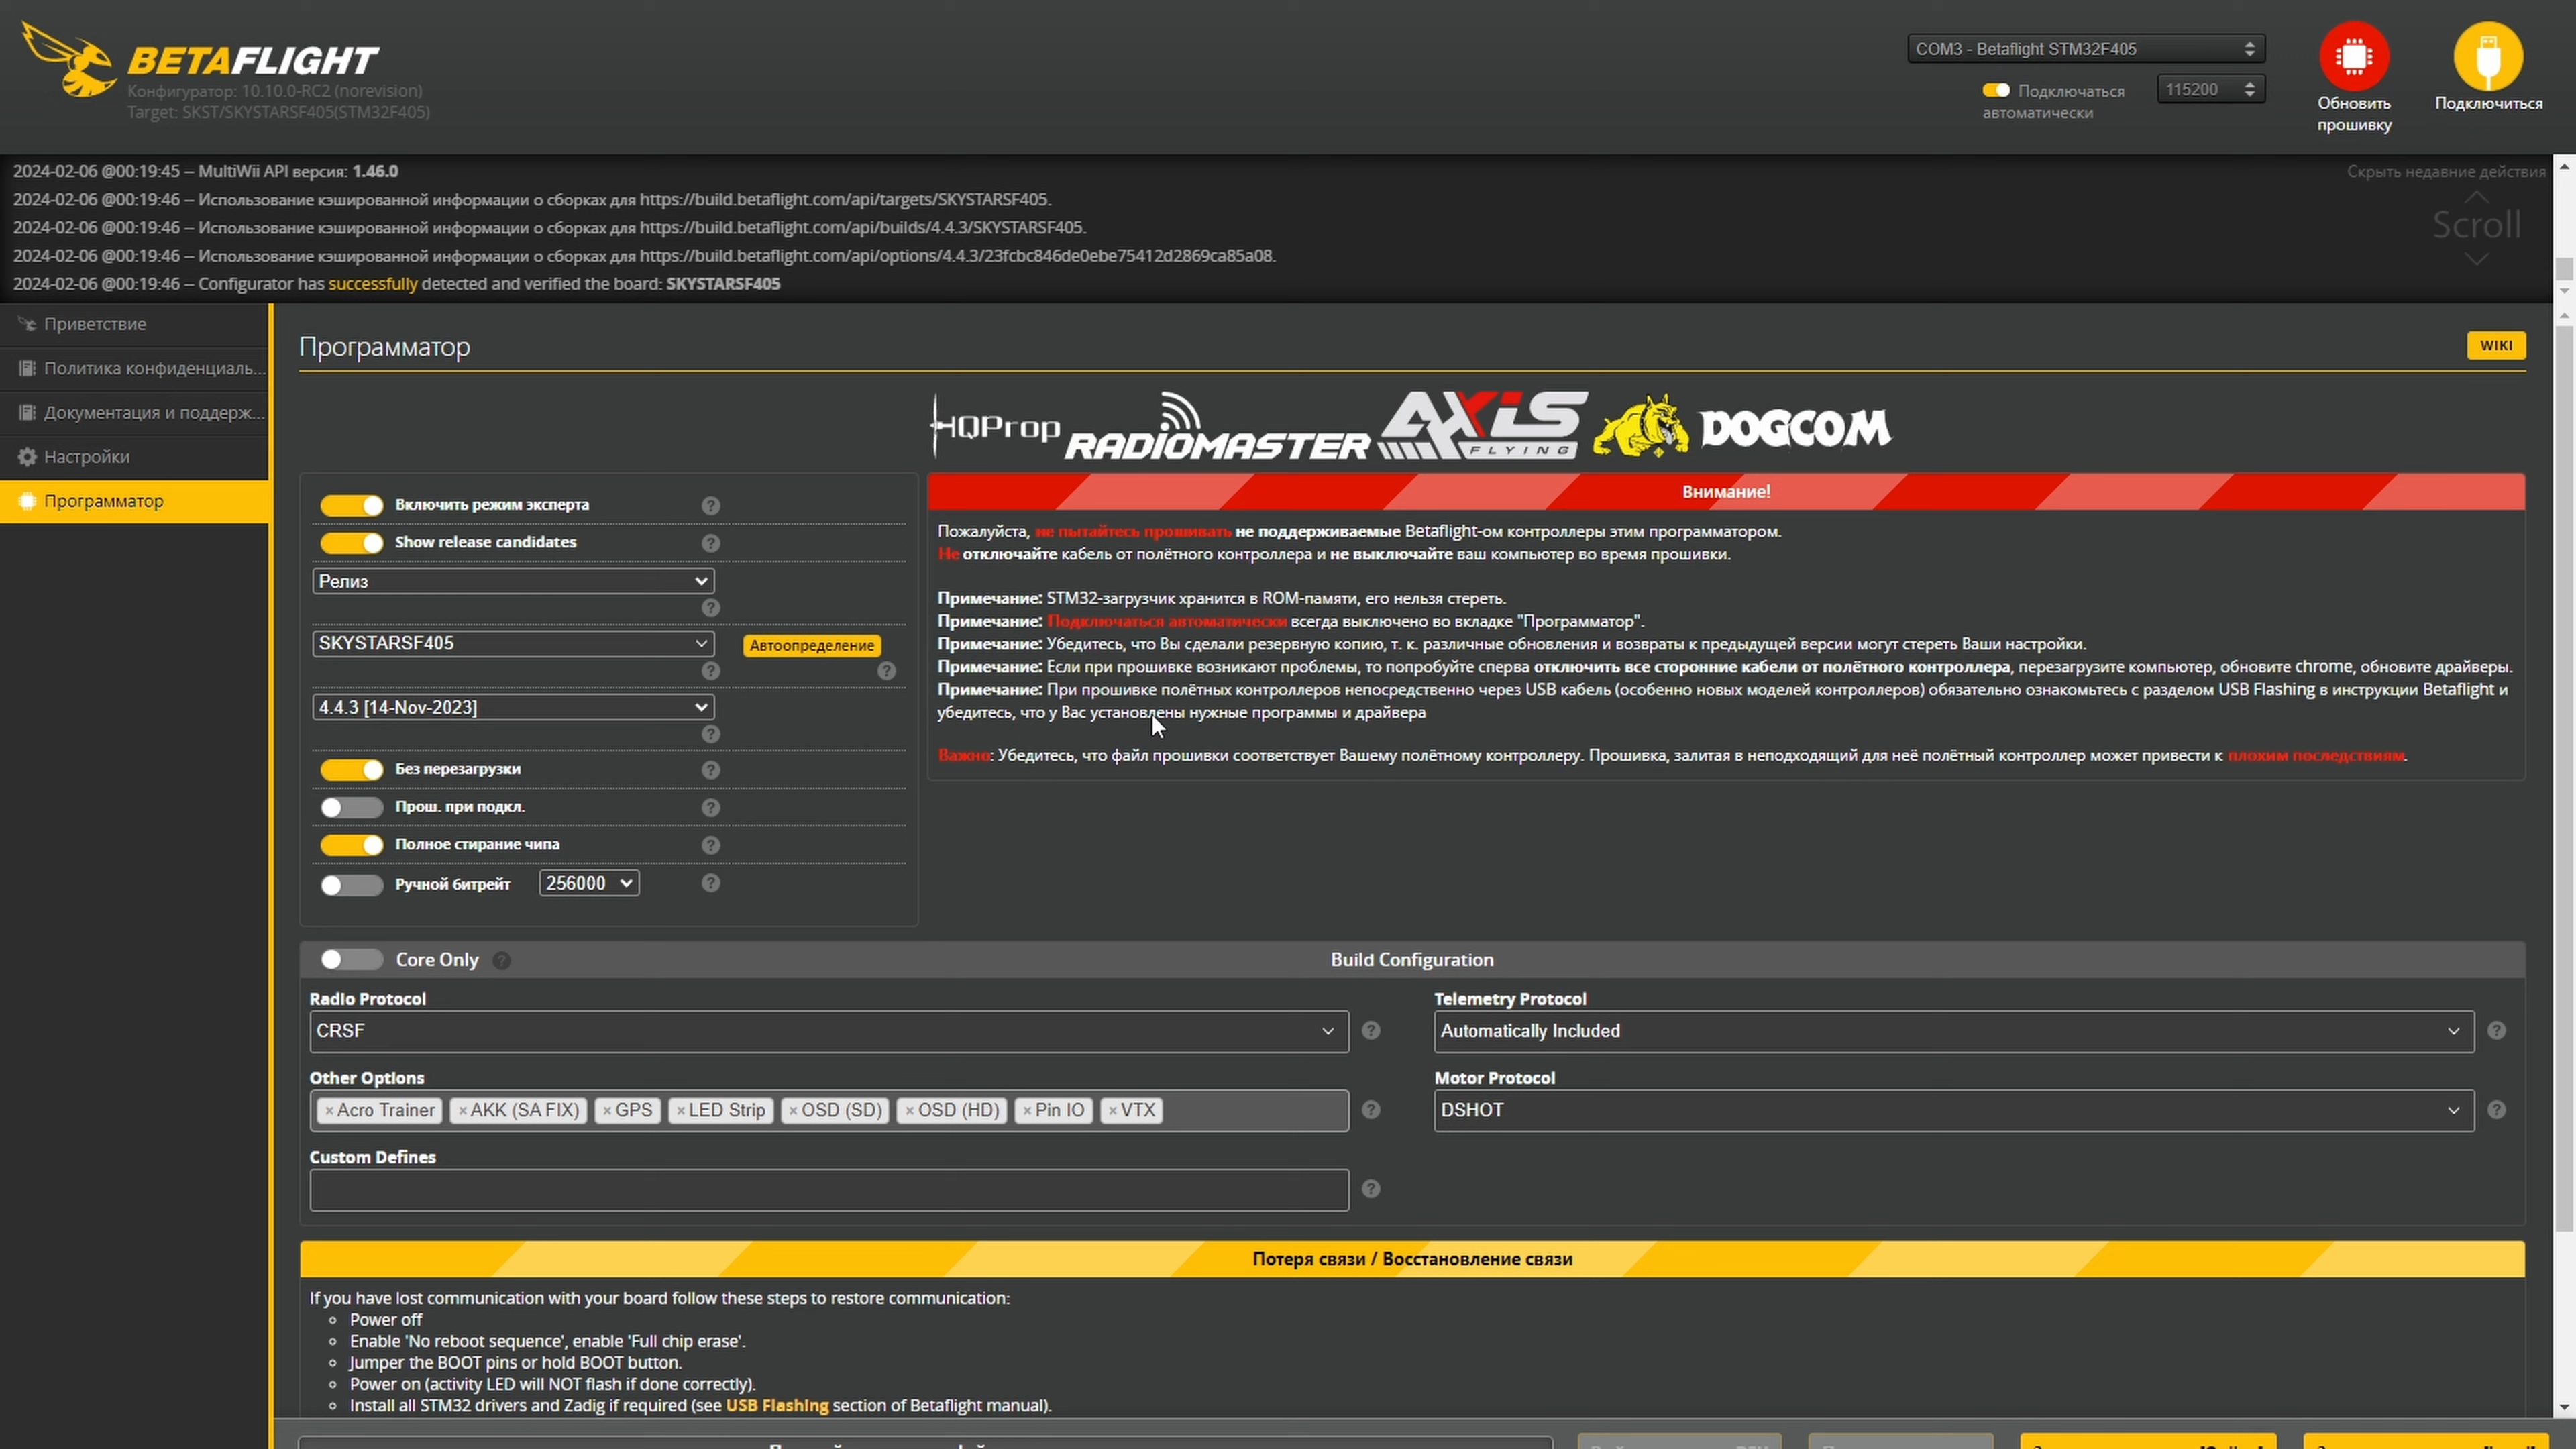 BETAFLIGHT
Конфигуратор: 10.10.0-RC2 (norevision)
Target: SKST/SKYSTARSF405(STM32F405)
COM3 - Betaflight STM32F405
Подключаться автоматически
115200
Обновить прошивку
Подключиться
2024-02-06 @00:19:45 -- MultiWii API версия: 1.46.0
2024-02-06 @00:19:46 -- Использование кэшированной информации о сборках для https://build.betaflight.com/api/targets/SKYSTARSF405.
2024-02-06 @00:19:46 -- Использование кэшированной информации о сборках для https://build.betaflight.com/api/builds/4.4.3/SKYSTARSF405.
2024-02-06 @00:19:46 -- Использование кэшированной информации о сборках для https://build.betaflight.com/api/options/4.4.3/23fcbc846de0ebe75412d2869ca85a08.
2024-02-06 @00:19:46 -- Configurator has successfully detected and verified the board: SKYSTARSF405
Скрыть недавние действия
Scroll
Приветствие
Политика конфиденциаль...
Документация и поддерж...
Настройки
Программатор
Программатор
WIKI
HQProp
RADIOMASTER
AXIS FLYING
DOGCOM
Включить режим эксперта
Show release candidates
Релиз
SKYSTARSF405
Автоопределение
4.4.3 [14-Nov-2023]
Без перезагрузки
Прош. при подкл.
Полное стирание чипа
Ручной битрейт 256000
Внимание!
Пожалуйста, не пытайтесь прошивать не поддерживаемые Betaflight-ом контроллеры этим программатором.
Не отключайте кабель от полётного контроллера и не выключайте ваш компьютер во время прошивки.
Примечание: STM32-загрузчик хранится в ROM-памяти, его нельзя стереть.
Примечание: Подключаться автоматически всегда выключено во вкладке "Программатор".
Примечание: Убедитесь, что Вы сделали резервную копию, т. к. различные обновления и возвраты к предыдущей версии могут стереть Ваши настройки.
Примечание: Если при прошивке возникают проблемы, то попробуйте сперва отключить все сторонние кабели от полётного контроллера, перезагрузите компьютер, обновите chrome, обновите драйверы.
Примечание: При прошивке полётных контроллеров непосредственно через USB кабель (особенно новых моделей контроллеров) обязательно ознакомьтесь с разделом USB Flashing в инструкции Betaflight и
убедитесь, что у Вас установлены нужные программы и драйвера
Важно: Убедитесь, что файл прошивки соответствует Вашему полётному контроллеру. Прошивка, залитая в неподходящий для неё полётный контроллер может привести к плохим последствиям.
Core Only
Build Configuration
Radio Protocol
CRSF
Telemetry Protocol
Automatically Included
Other Options
×Acro Trainer ×AKK (SA FIX) ×GPS ×LED Strip ×OSD (SD) ×OSD (HD) ×Pin IO ×VTX
Motor Protocol
DSHOT
Custom Defines
Потеря связи / Восстановление связи
If you have lost communication with your board follow these steps to restore communication:
Power off
Enable 'No reboot sequence', enable 'Full chip erase'.
Jumper the BOOT pins or hold BOOT button.
Power on (activity LED will NOT flash if done correctly).
Install all STM32 drivers and Zadig if required (see USB Flashing section of Betaflight manual).